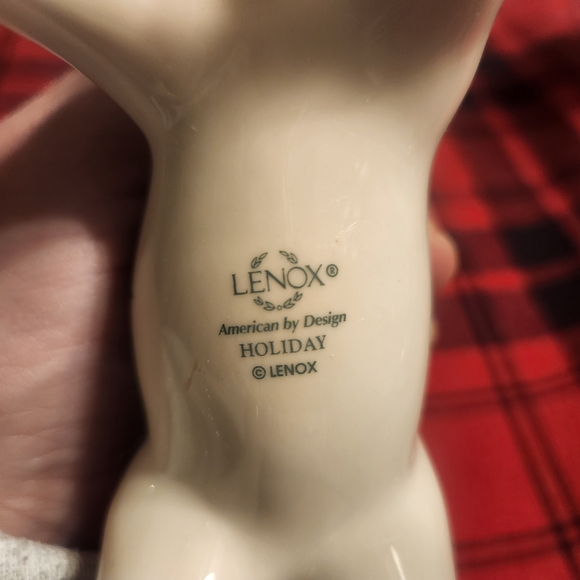 LENOX®
American by Design
HOLIDAY
© LENOX